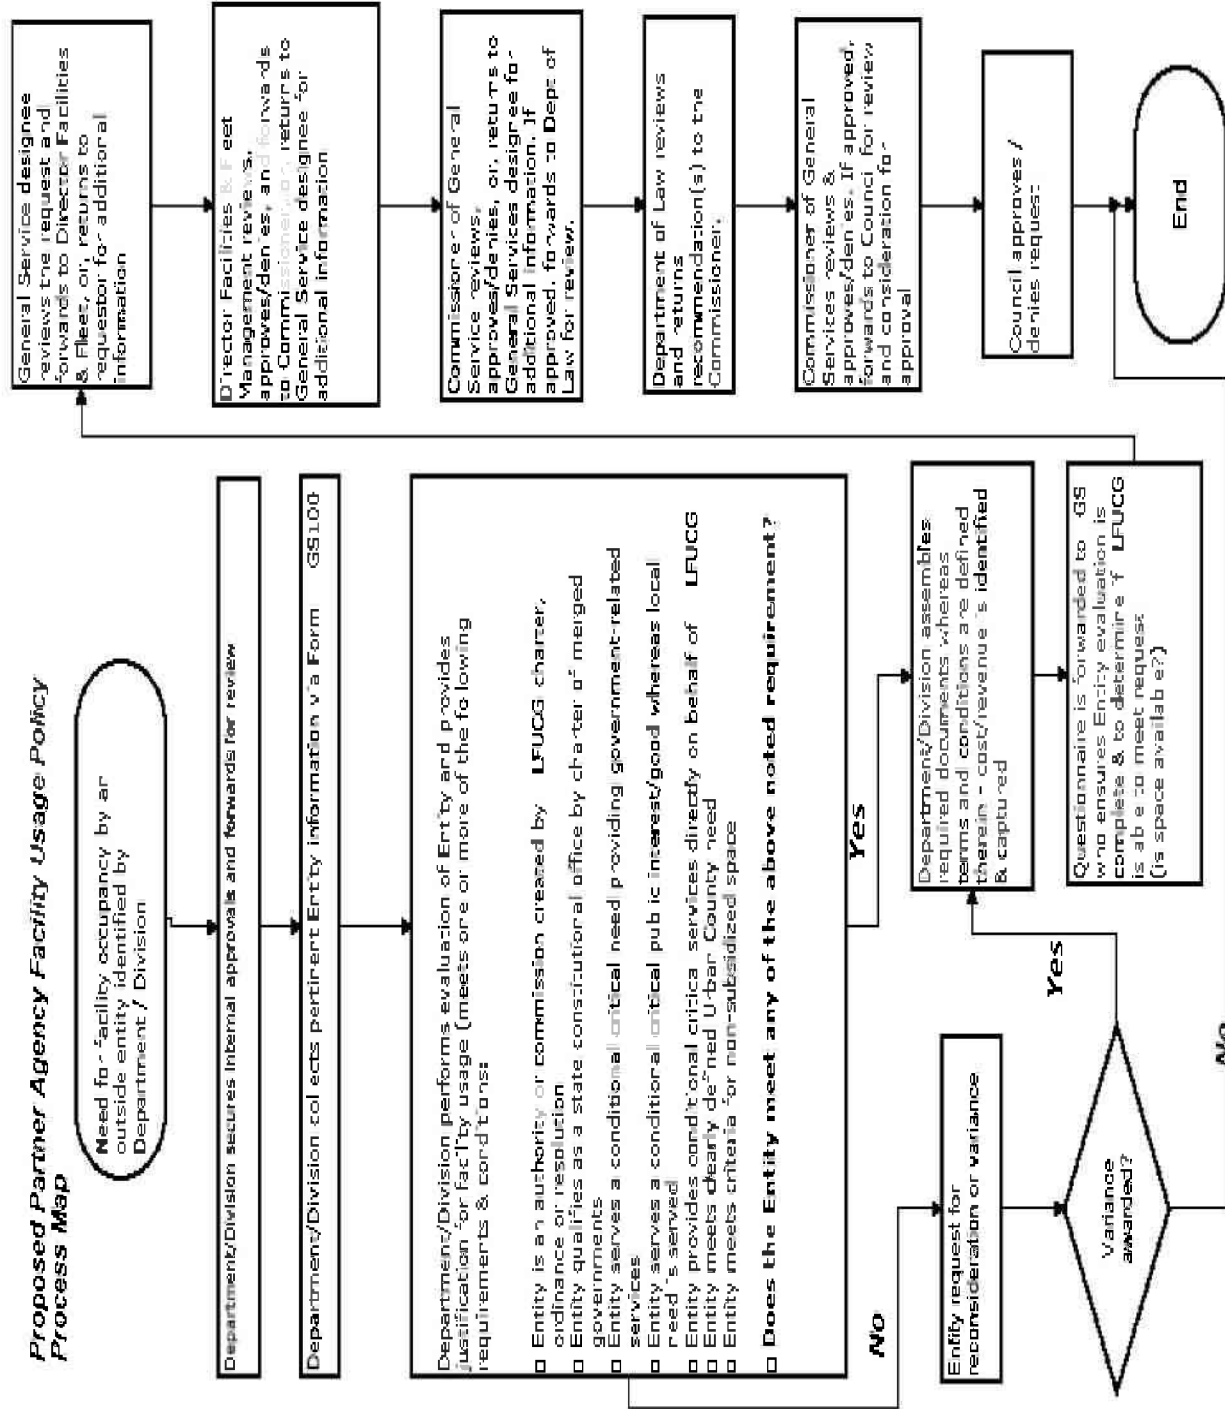 Proposed Partner Agency Facility Usage Policy
Process Map
Need for facility occupancy by an
outside entity identified by
Department / Division
Department/Division secures internal approvals and forwards for review
Department/Division collects pertinent Entity information via Form GS100
Department/Division performs evaluation of Entity and provides
justification for facility usage (meets one or more of the following
requirements & conditions:
Entity is an authority or commission created by LFUCG charter,
ordinance or resolution
Entity qualifies as a state constitutional office by charter of merged
governments
Entity serves a conditional critical need providing government-related
services
Entity serves a conditional critical public interest/good whereas local
need is served
Entity provides conditional critical services directly on behalf of LFUCG
Entity meets clearly defined Urban County need
Entity meets criteria for non-subsidized space
Does the Entity meet any of the above noted requirement?
No
Yes
Entity request for
reconsideration or variance
Variance
awarded?
Yes
No
Department/Division assembles
required documents whereas
terms and conditions are defined
therein - cost/revenue is identified
& captured
Questionnaire is forwarded to GS
who ensures Entity evaluation is
complete & to determine if LFUCG
is able to meet request
(is space available?)
General Service designee
reviews the request and
forwards to Director Facilities
& Fleet, or, returns to
requestor for additional
information
Director Facilities & Fleet
Management reviews,
approves/denies, and forwards
to Commissioner, or, returns to
General Service designee for
additional information
Commissioner of General
Service reviews,
approves/denies, or, returns to
General Services designee for
additional information. If
approved, forwards to Dept of
Law for review.
Department of Law reviews
and returns
recommendation(s) to the
Commissioner.
Commissioner of General
Services reviews &
approves/denies. If approved,
forwards to Council for review
and consideration for
approval
Council approves /
denies request
End